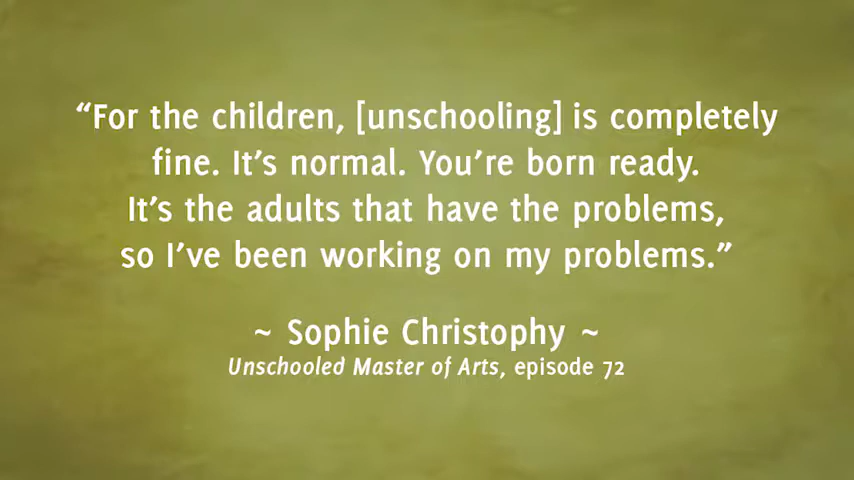 “For the children, [unschooling] is completely
fine. It’s normal. You’re born ready.
It’s the adults that have the problems,
so I’ve been working on my problems.”
~ Sophie Christophy ~
Unschooled Master of Arts, episode 72